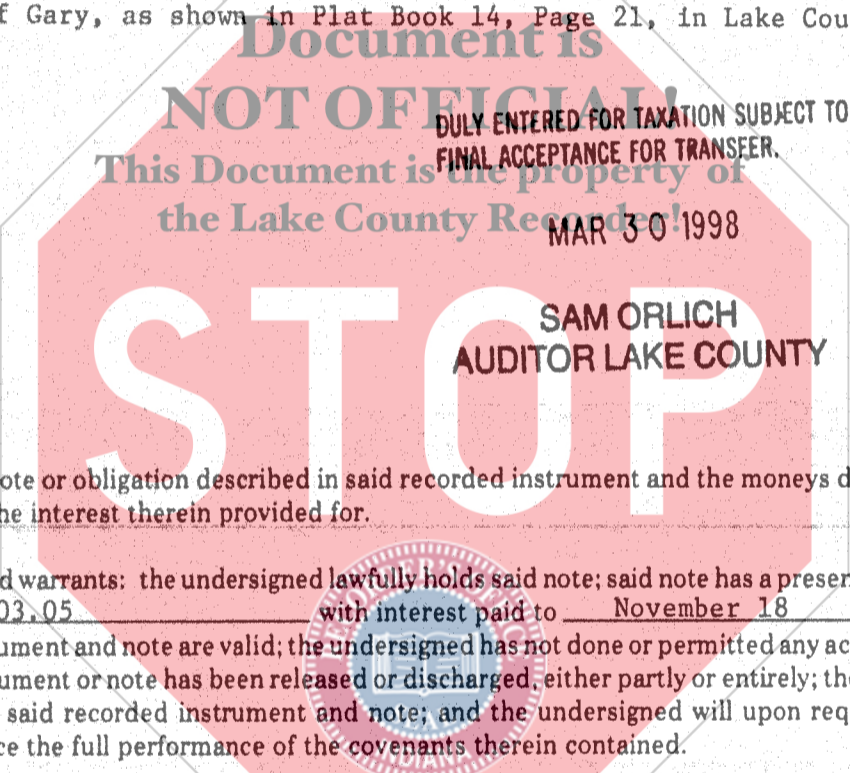 f Gary, as shown in Plat Book 14, Page 21, in Lake Cou
Document is
NOT OFFICIAL!
This Document is the property of
the Lake County Recorder!
DULY ENTERED FOR TAXATION SUBJECT TO
FINAL ACCEPTANCE FOR TRANSFER.
MAR 30 1998
SAM ORLICH
AUDITOR LAKE COUNTY
STOP
ote or obligation described in said recorded instrument and the moneys d
he interest therein provided for.
d warrants: the undersigned lawfully holds said note; said note has a presen
03.05 with interest paid to November 18
ument and note are valid; the undersigned has not done or permitted any ac
ument or note has been released or discharged, either partly or entirely; the
said recorded instrument and note; and the undersigned will upon req
ce the full performance of the covenants therein contained.